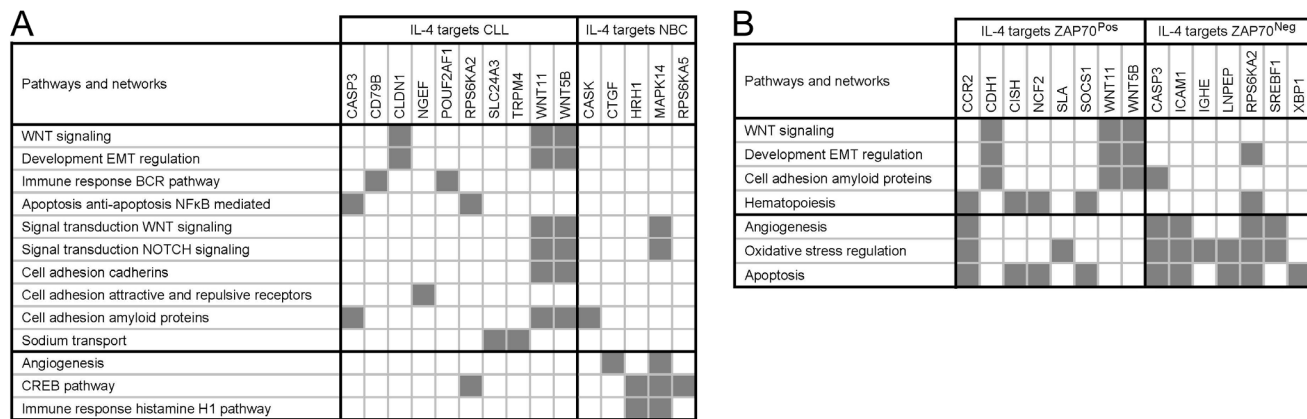 A
IL-4 targets CLL
IL-4 targets NBC
Pathways and networks
CASP3
CD79B
CLDN1
NGEF
POUF2AF1
RPS6KA2
SLC24A3
TRPM4
WNT11
WNT5B
CASK
CTGF
HRH1
MAPK14
RPS6KA5
WNT signaling
Development EMT regulation
Immune response BCR pathway
Apoptosis anti-apoptosis NFκB mediated
Signal transduction WNT signaling
Signal transduction NOTCH signaling
Cell adhesion cadherins
Cell adhesion attractive and repulsive receptors
Cell adhesion amyloid proteins
Sodium transport
Angiogenesis
CREB pathway
Immune response histamine H1 pathway
B
IL-4 targets ZAP70Pos
IL-4 targets ZAP70Neg
Pathways and networks
CCR2
CDH1
CISH
NCF2
SLA
SOCS1
WNT11
WNT5B
CASP3
ICAM1
IGHE
LNPEP
RPS6KA2
SREBF1
XBP1
WNT signaling
Development EMT regulation
Cell adhesion amyloid proteins
Hematopoiesis
Angiogenesis
Oxidative stress regulation
Apoptosis